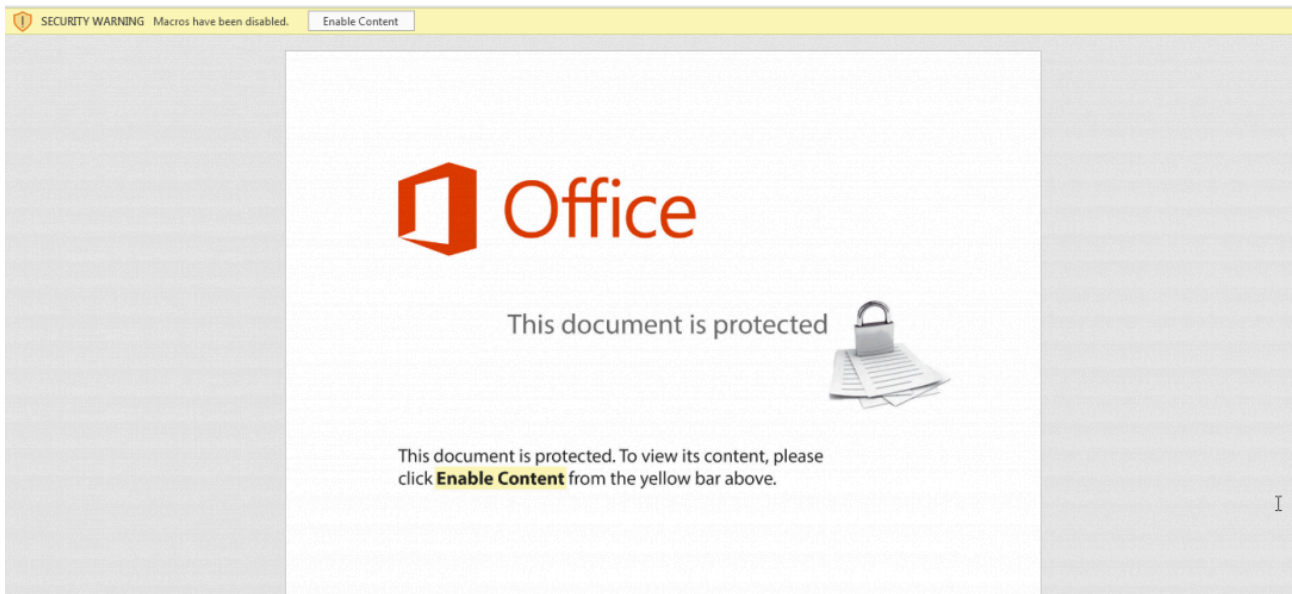 SECURITY WARNING Macros have been disabled. Enable Content
Office
This document is protected
This document is protected. To view its content, please
click Enable Content from the yellow bar above.